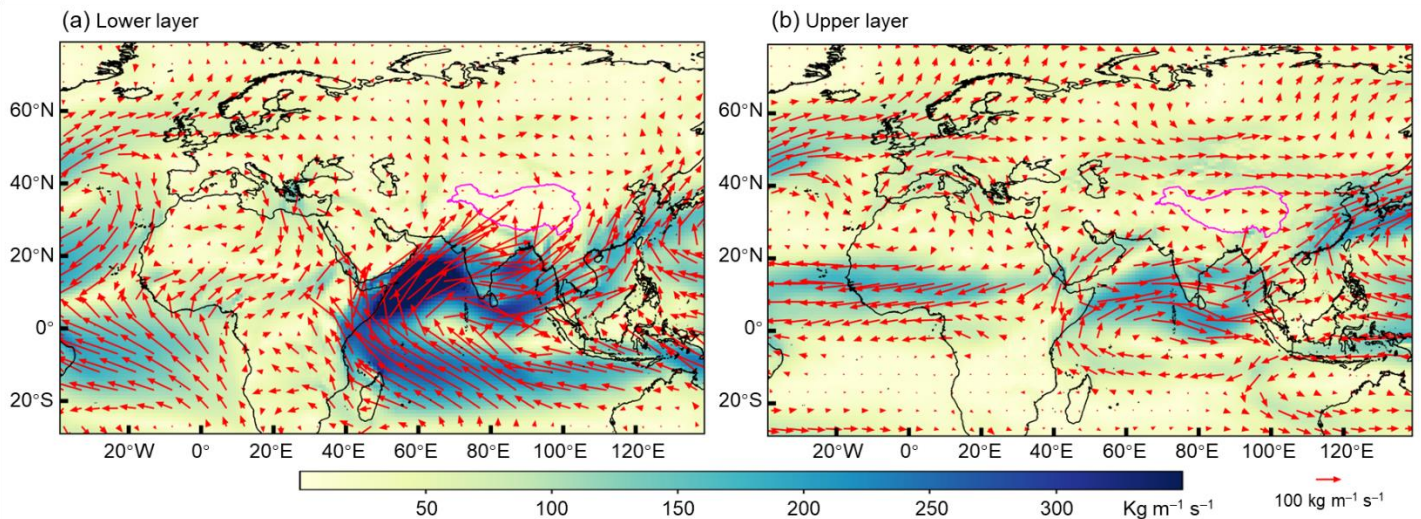 (a) Lower layer
(b) Upper layer
60°N
40°N
20°N
0°
20°S
20°W 0° 20°E 40°E 60°E 80°E 100°E 120°E
60°N
40°N
20°N
0°
20°S
20°W 0° 20°E 40°E 60°E 80°E 100°E 120°E
50 100 150 200 250 300 Kg m⁻¹ s⁻¹
100 kg m⁻¹ s⁻¹